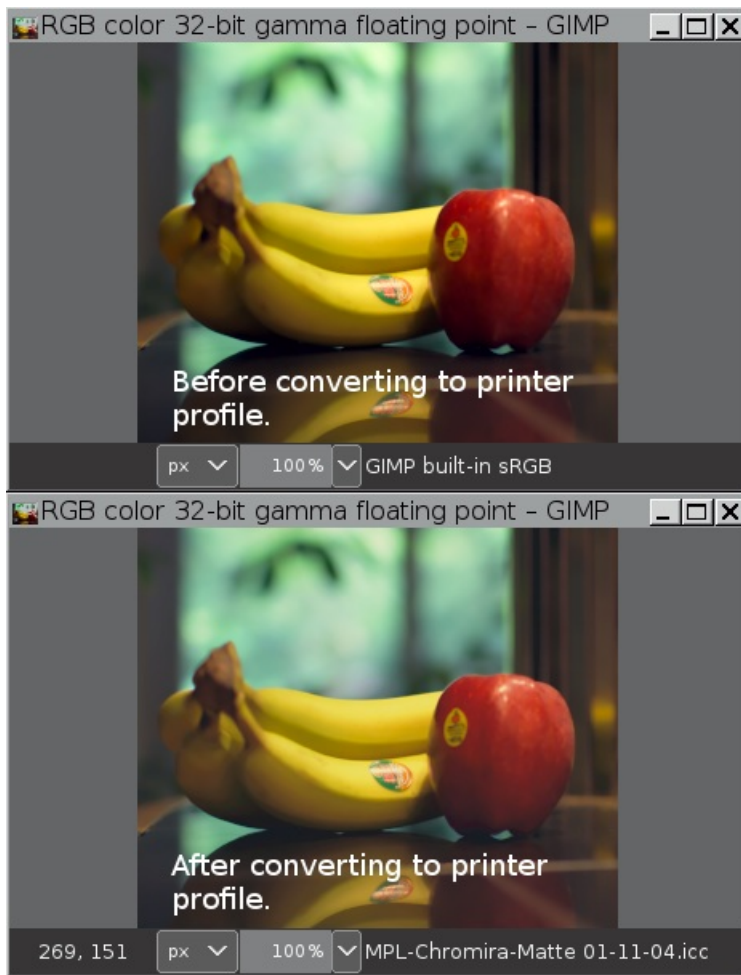 RGB color 32-bit gamma floating point – GIMP
Before converting to printer
profile.
px 100% GIMP built-in sRGB
RGB color 32-bit gamma floating point – GIMP
After converting to printer
profile.
269, 151 px 100% MPL-Chromira-Matte 01-11-04.icc